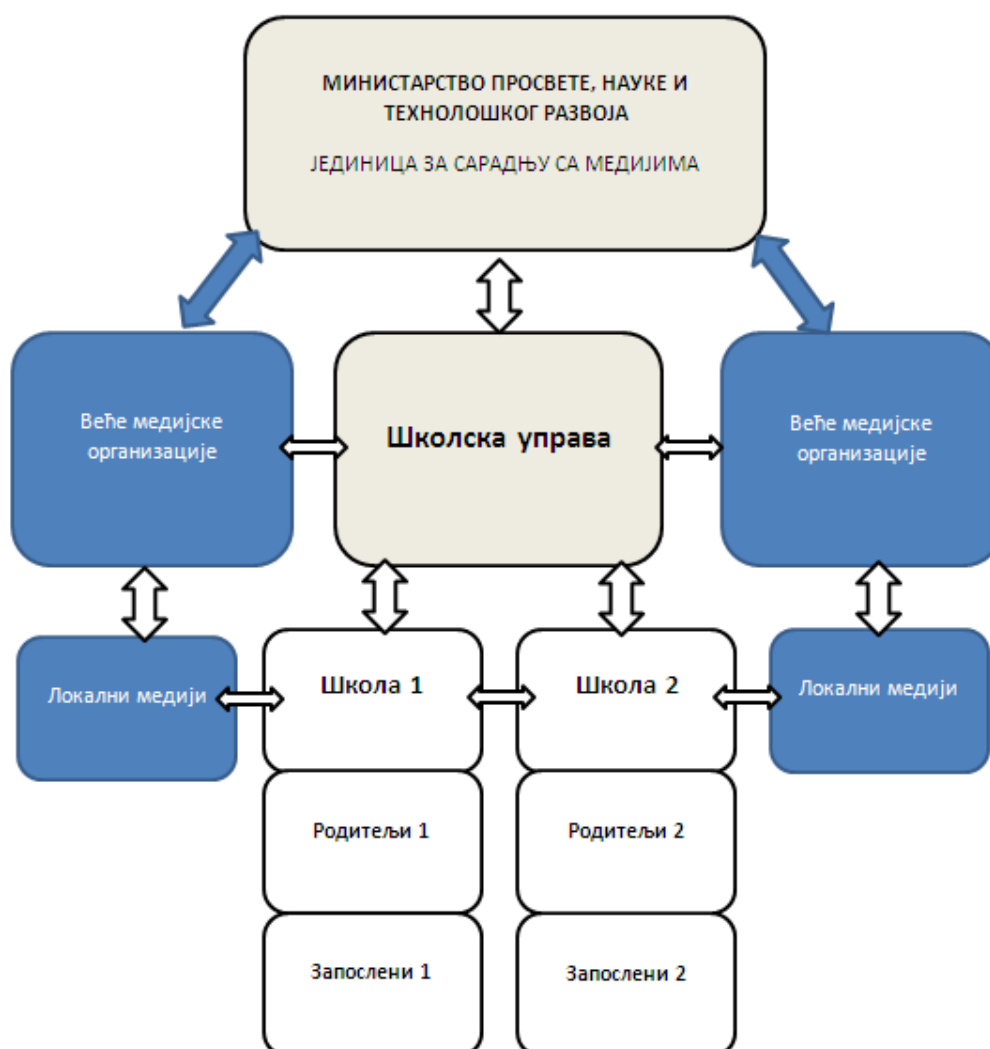 МИНИСТАРСТВО ПРОСВЕТЕ, НАУКЕ И
ТЕХНОЛОШКОГ РАЗВОЈА
ЈЕДИНИЦА ЗА САРАДЊУ СА МЕДИЈИМА
Веће медијске
организације
Школска управа
Веће медијске
организације
Локални медији
Школа 1
Школа 2
Локални медији
Родитељи 1
Родитељи 2
Запослени 1
Запослени 2